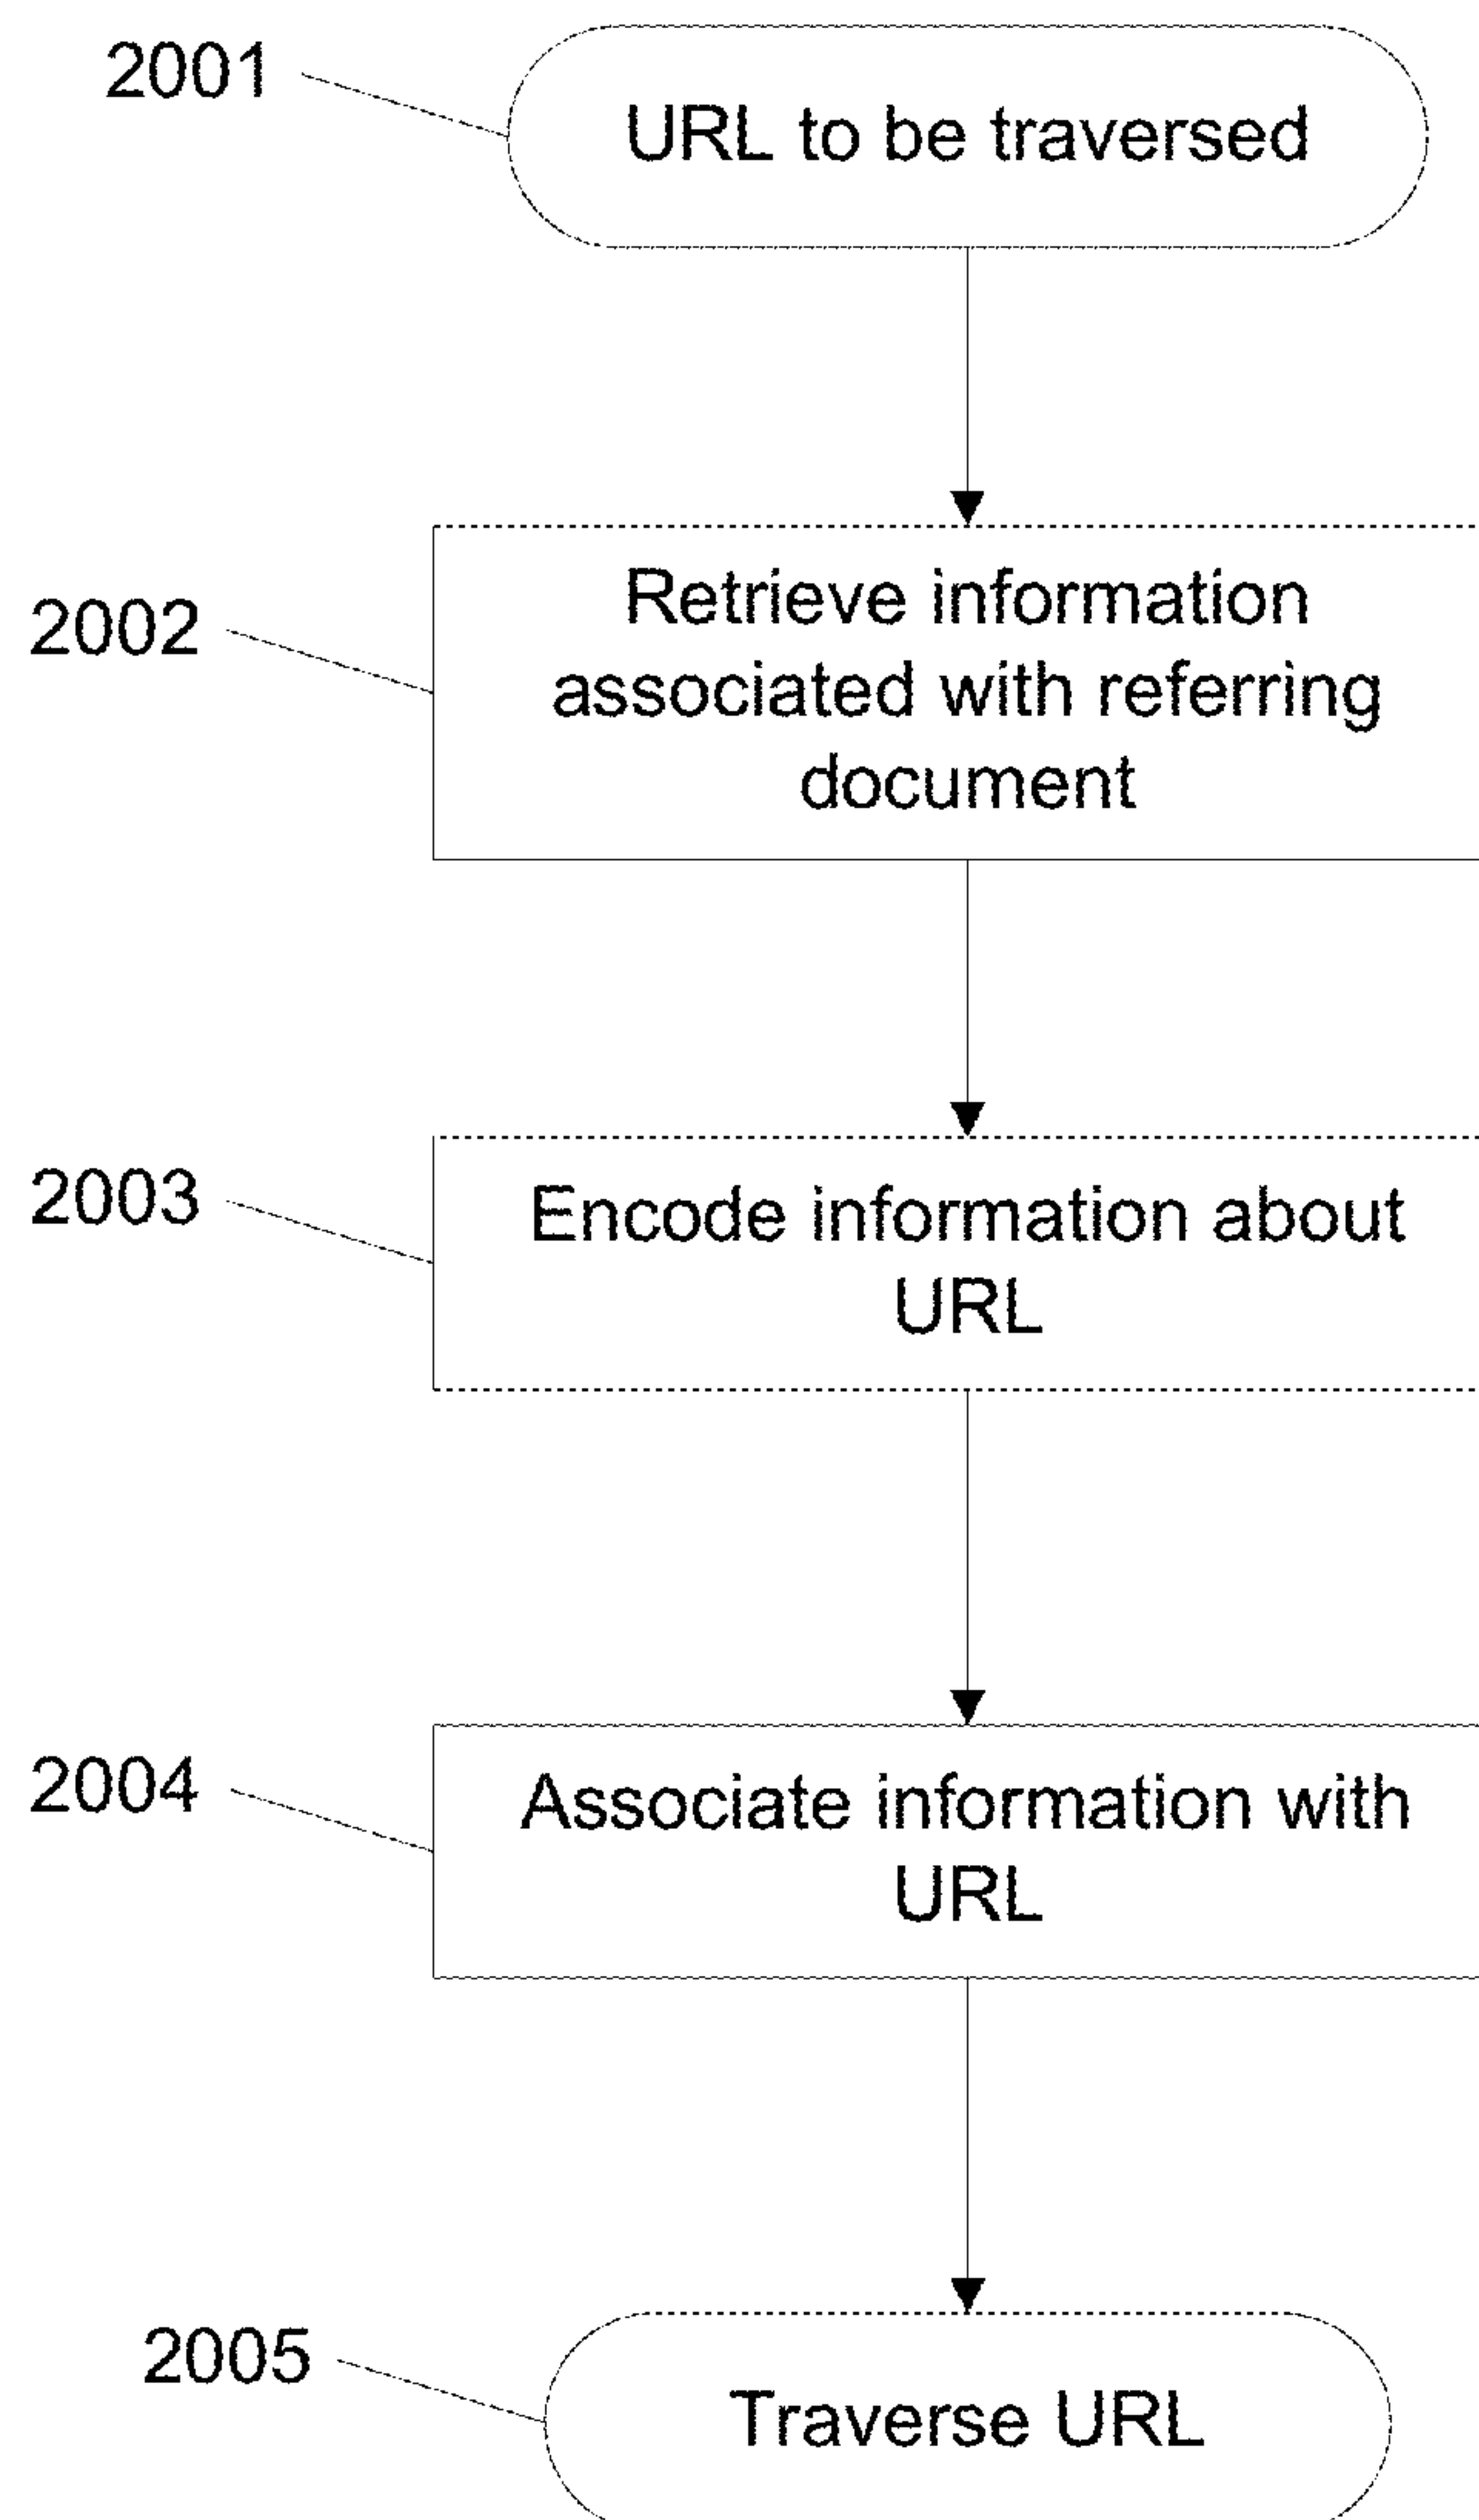 2001
URL to be traversed
2002
Retrieve information
associated with referring
document
2003
Encode information about
URL
2004
Associate information with
URL
2005
Traverse URL